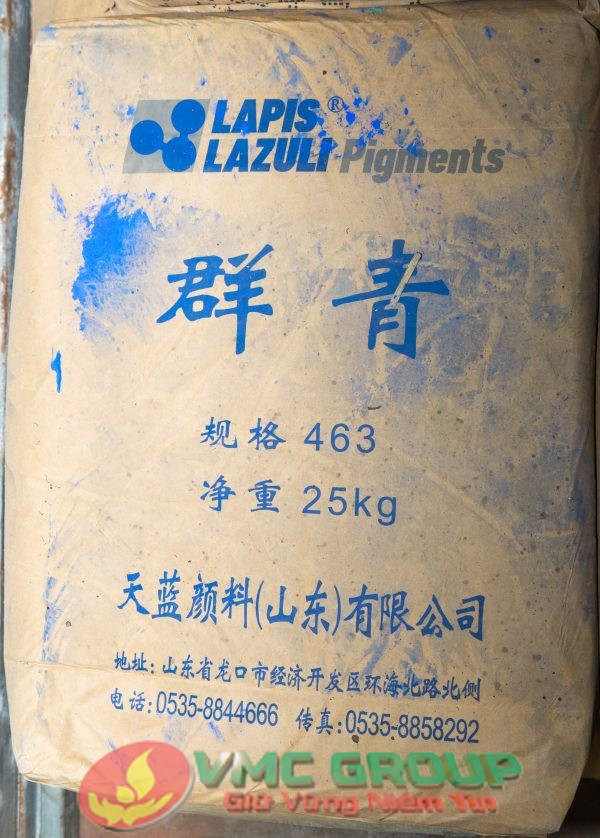 LAPIS ®
LAZULI Pigments
群青
规格 463
净重 25kg
天蓝颜料(山东)有限公司
地址:山东省龙口市经济开发区环海北路北侧
电话:0535-8844666 传真:0535-8858292
VMC GROUP
Giữ Vững Niềm Tin